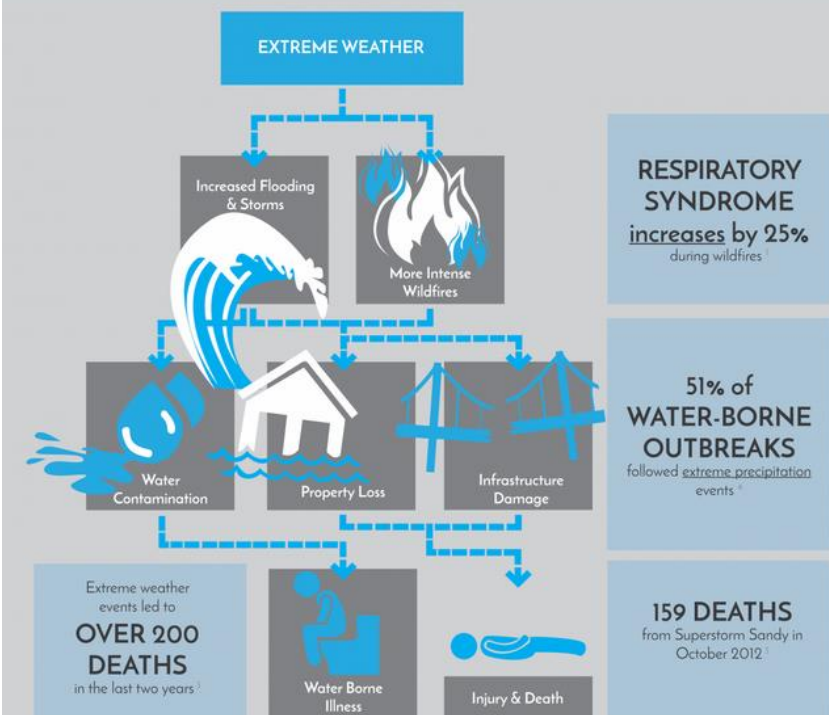 EXTREME WEATHER
Increased Flooding
& Storms
More Intense
Wildfires
RESPIRATORY
SYNDROME
increases by 25%
during wildfires
Water
Contamination
Property Loss
Infrastructure
Damage
51% of
WATER-BORNE
OUTBREAKS
followed extreme precipitation
events
Extreme weather
events led to
OVER 200
DEATHS
in the last two years
Water Borne
Illness
Injury & Death
159 DEATHS
from Superstorm Sandy in
October 2012